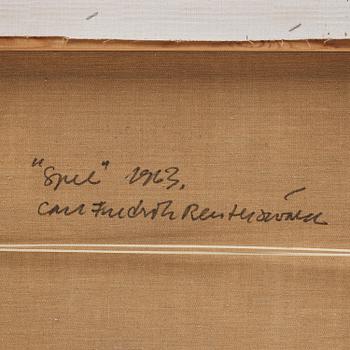 "Spel" 1963.
Carl Fredrik Reuterswärd